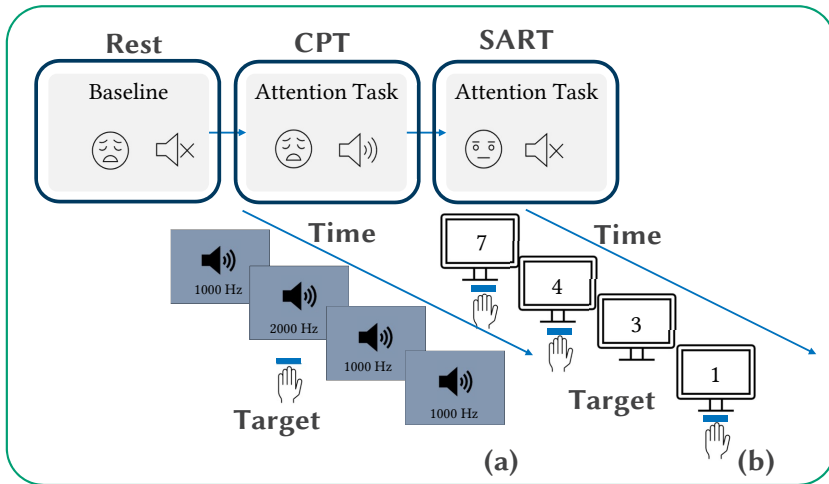 Rest
CPT
SART
Baseline
Attention Task
Attention Task
Time
Time
1000 Hz
2000 Hz
1000 Hz
1000 Hz
Target
7
4
3
1
Target
(a)
(b)